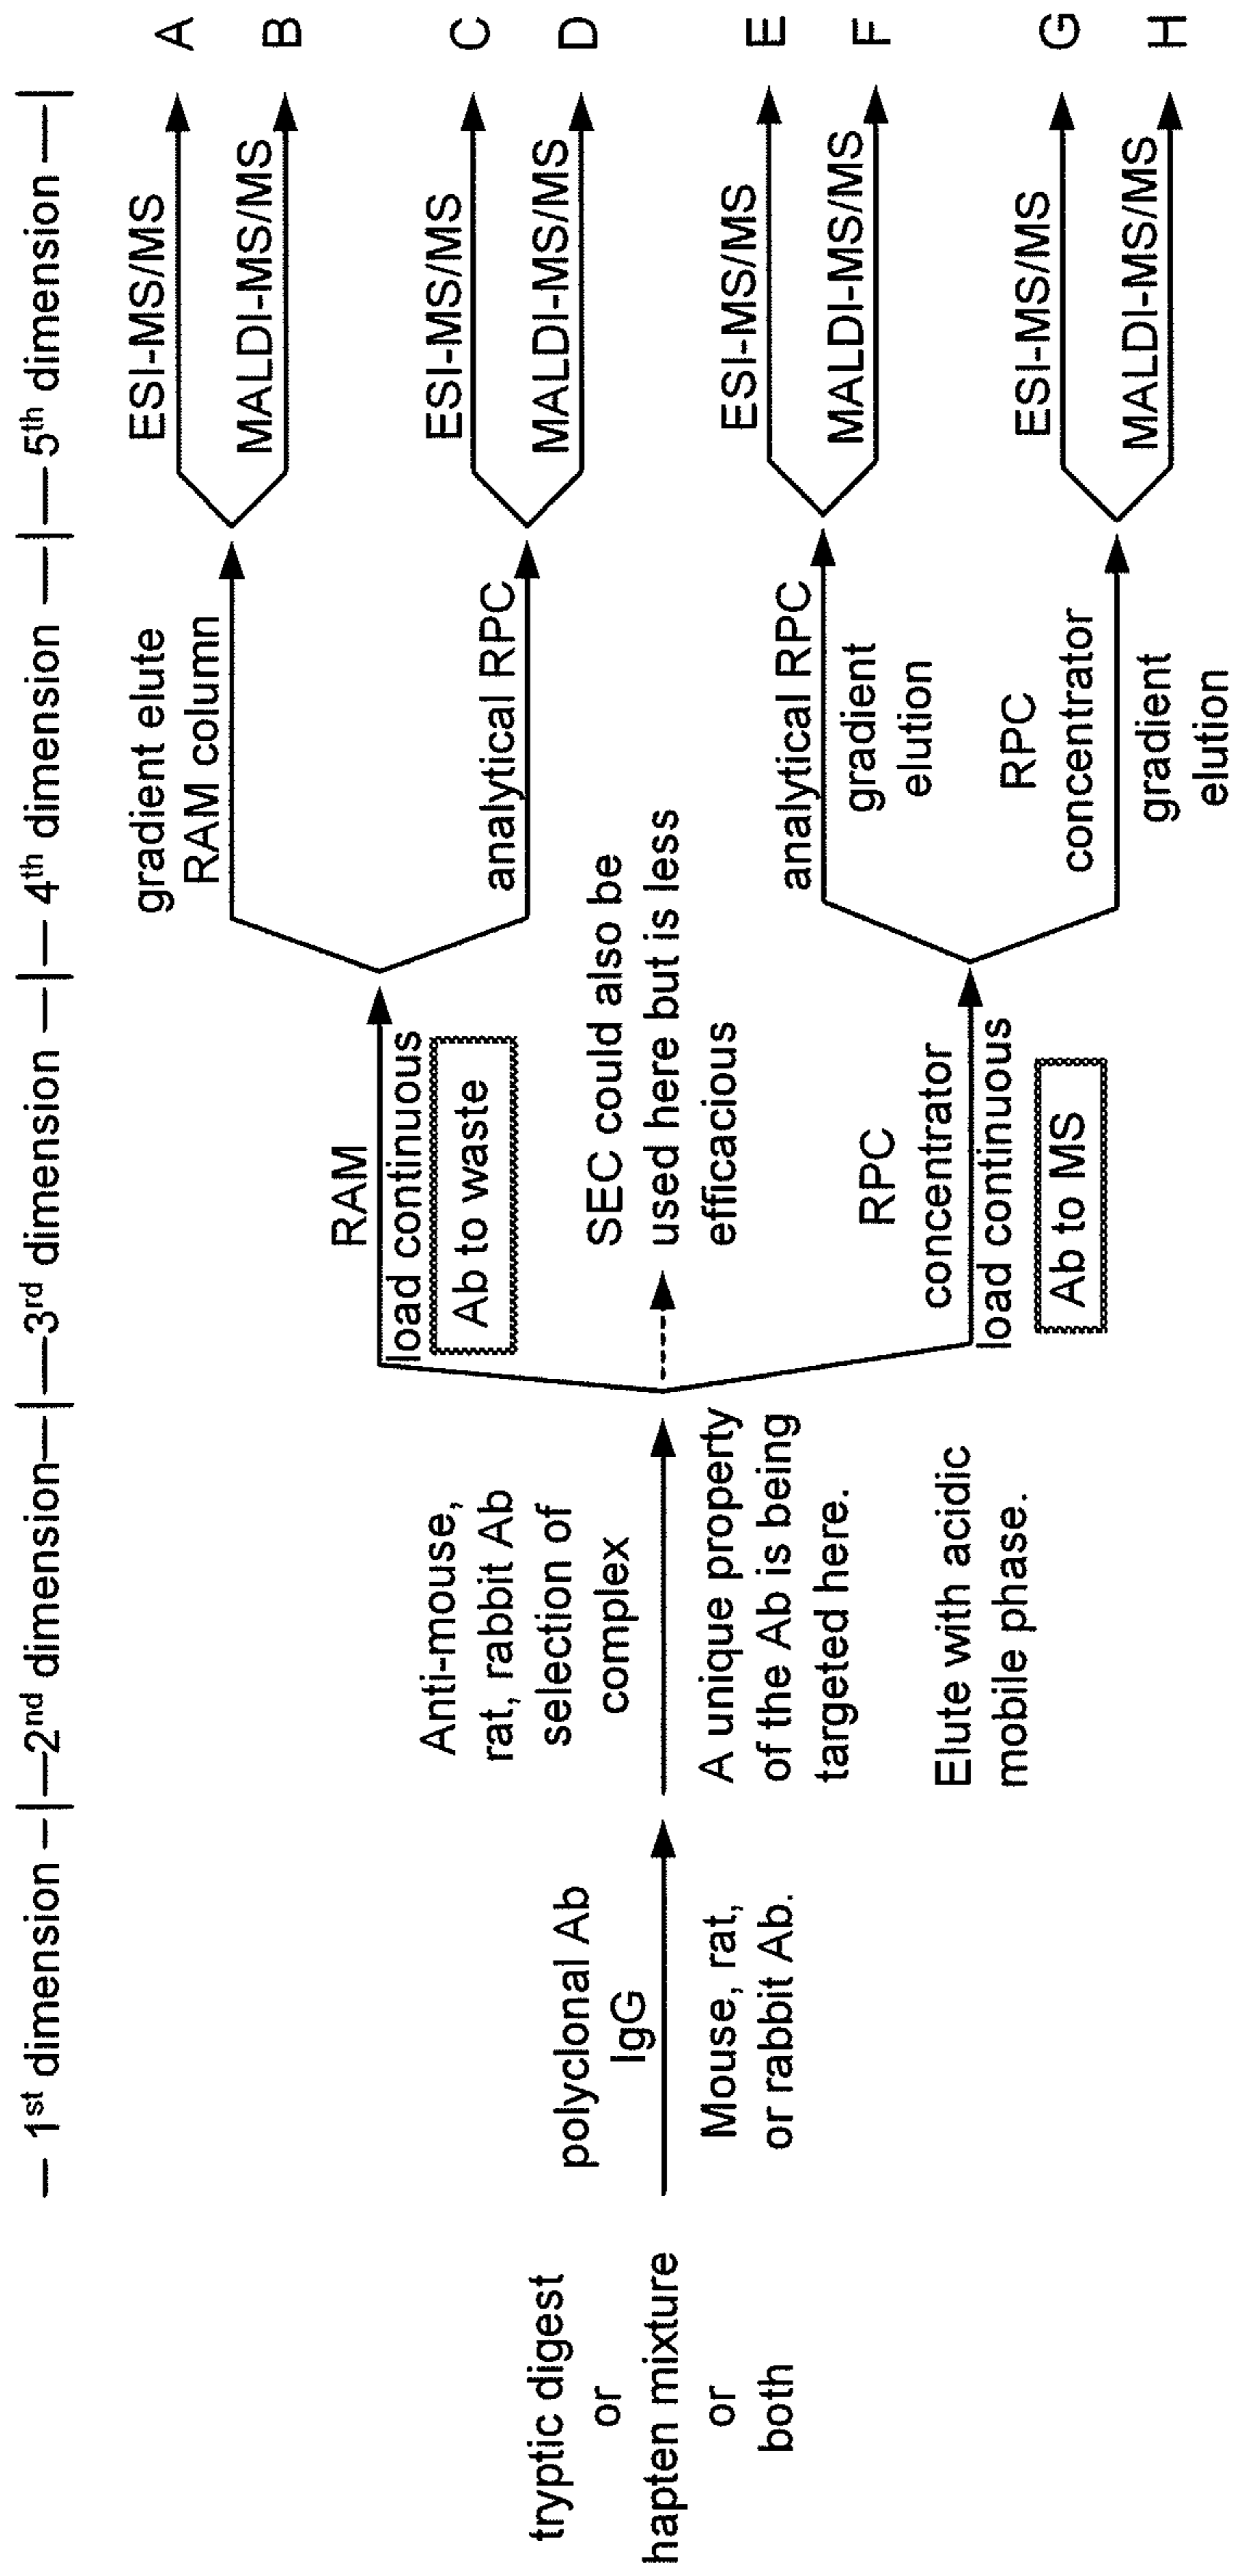 — 1st dimension —|—2nd dimension—|—3rd dimension —|— 4th dimension —|— 5th dimension —|
tryptic digest
or
hapten mixture
or
both
polyclonal Ab
IgG
Mouse, rat,
or rabbit Ab.
Anti-mouse,
rat, rabbit Ab
selection of
complex
A unique property
of the Ab is being
targeted here.
Elute with acidic
mobile phase.
RAM
load continuous
Ab to waste
SEC could also be
used here but is less
efficacious
RPC
concentrator
load continuous
Ab to MS
gradient elute
RAM column
analytical RPC
analytical RPC
gradient
elution
RPC
concentrator
gradient
elution
ESI-MS/MS
A
MALDI-MS/MS
B
ESI-MS/MS
C
MALDI-MS/MS
D
ESI-MS/MS
E
MALDI-MS/MS
F
ESI-MS/MS
G
MALDI-MS/MS
H